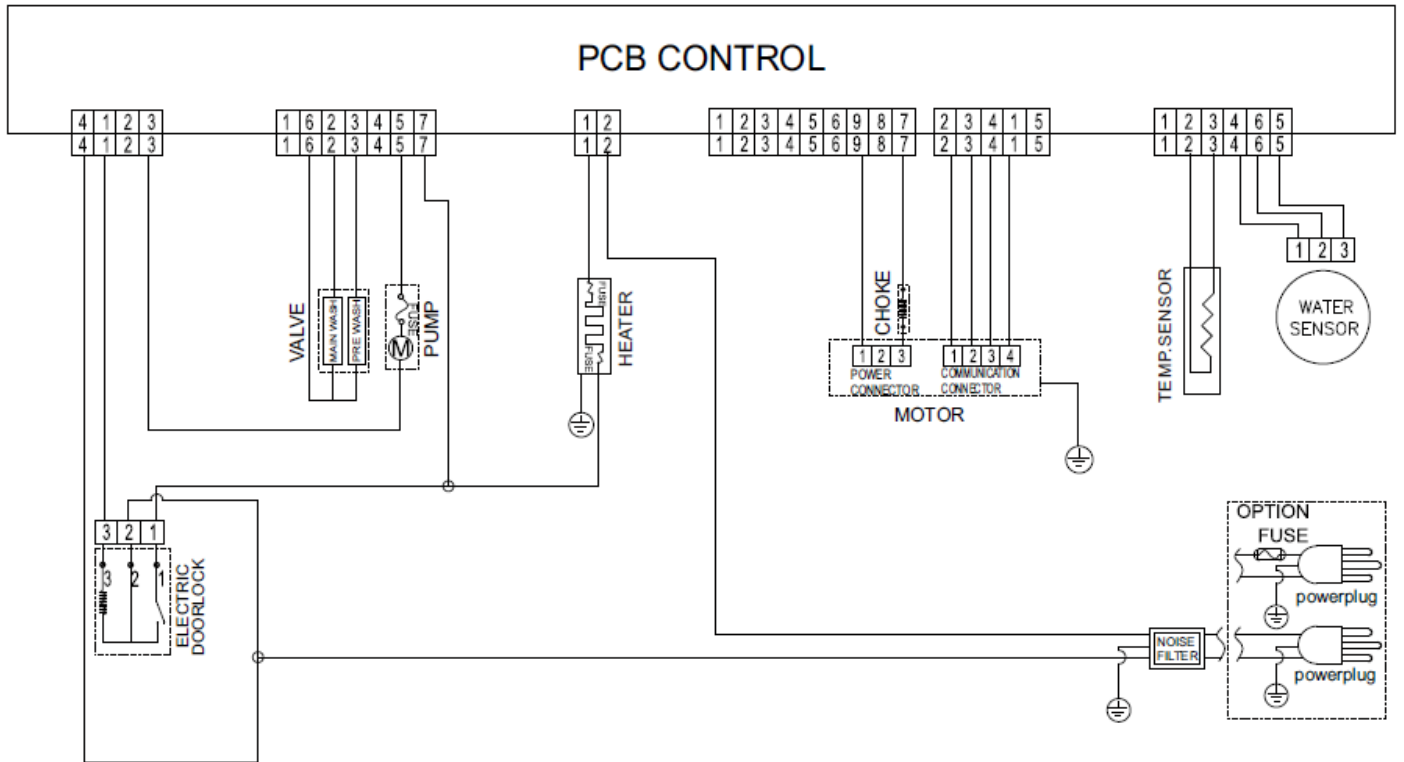 PCB CONTROL
4 1 2 3
4 1 2 3
1 6 2 3 4 5 7
1 6 2 3 4 5 7
1 2
1 2
1 2 3 4 5 6 9 8 7
1 2 3 4 5 6 9 8 7
2 3 4 1 5
2 3 4 1 5
1 2 3 4 6 5
1 2 3 4 6 5
VALVE
MAIN WASH
PRE WASH
FUSE
M
PUMP
FUSE
FUSE
HEATER
CHOKE
1 2 3
POWER
CONNECTOR
1 2 3 4
COMMUNICATION
CONNECTOR
MOTOR
TEMP.SENSOR
1 2 3
WATER
SENSOR
3 2 1
3 2 1
ELECTRIC
DOORLOCK
OPTION
FUSE
powerplug
NOISE
FILTER
powerplug